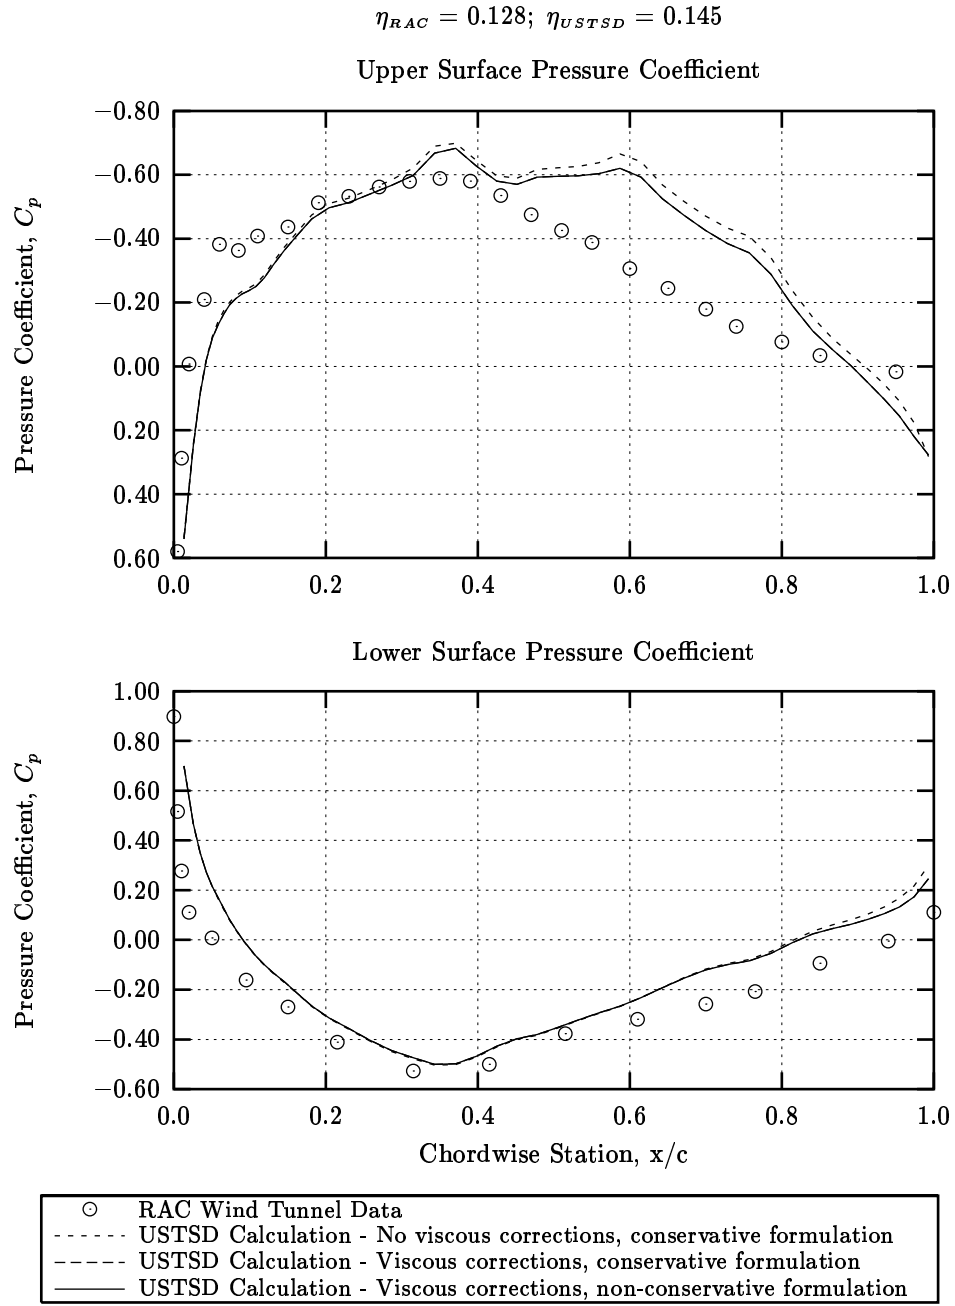 η_RAC = 0.128; η_USTSD = 0.145
Upper Surface Pressure Coefficient
Pressure Coefficient, C_p
−0.80
−0.60
−0.40
−0.20
0.00
0.20
0.40
0.60
0.0 0.2 0.4 0.6 0.8 1.0
Lower Surface Pressure Coefficient
Pressure Coefficient, C_p
1.00
0.80
0.60
0.40
0.20
0.00
−0.20
−0.40
−0.60
0.0 0.2 0.4 0.6 0.8 1.0
Chordwise Station, x/c
RAC Wind Tunnel Data
USTSD Calculation - No viscous corrections, conservative formulation
USTSD Calculation - Viscous corrections, conservative formulation
USTSD Calculation - Viscous corrections, non-conservative formulation